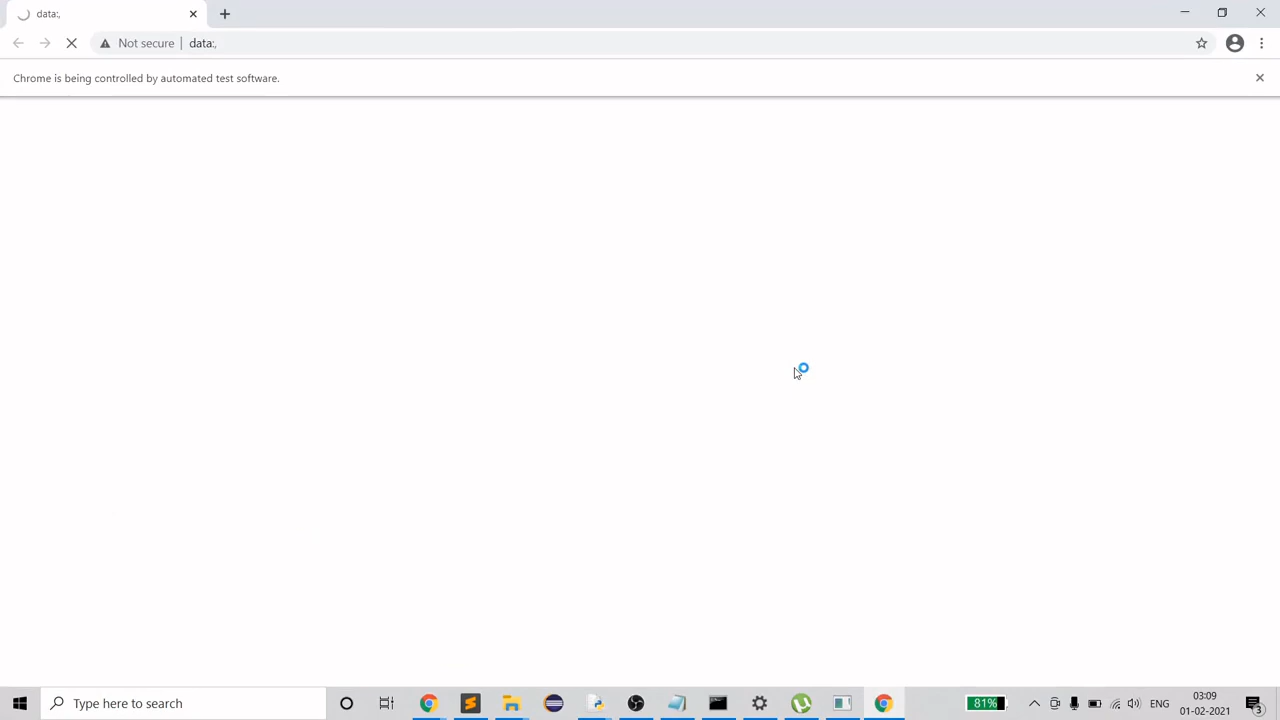 data:,
Not secure | data:,
Chrome is being controlled by automated test software.
Type here to search
81%
ENG
03:09
01-02-2021
3